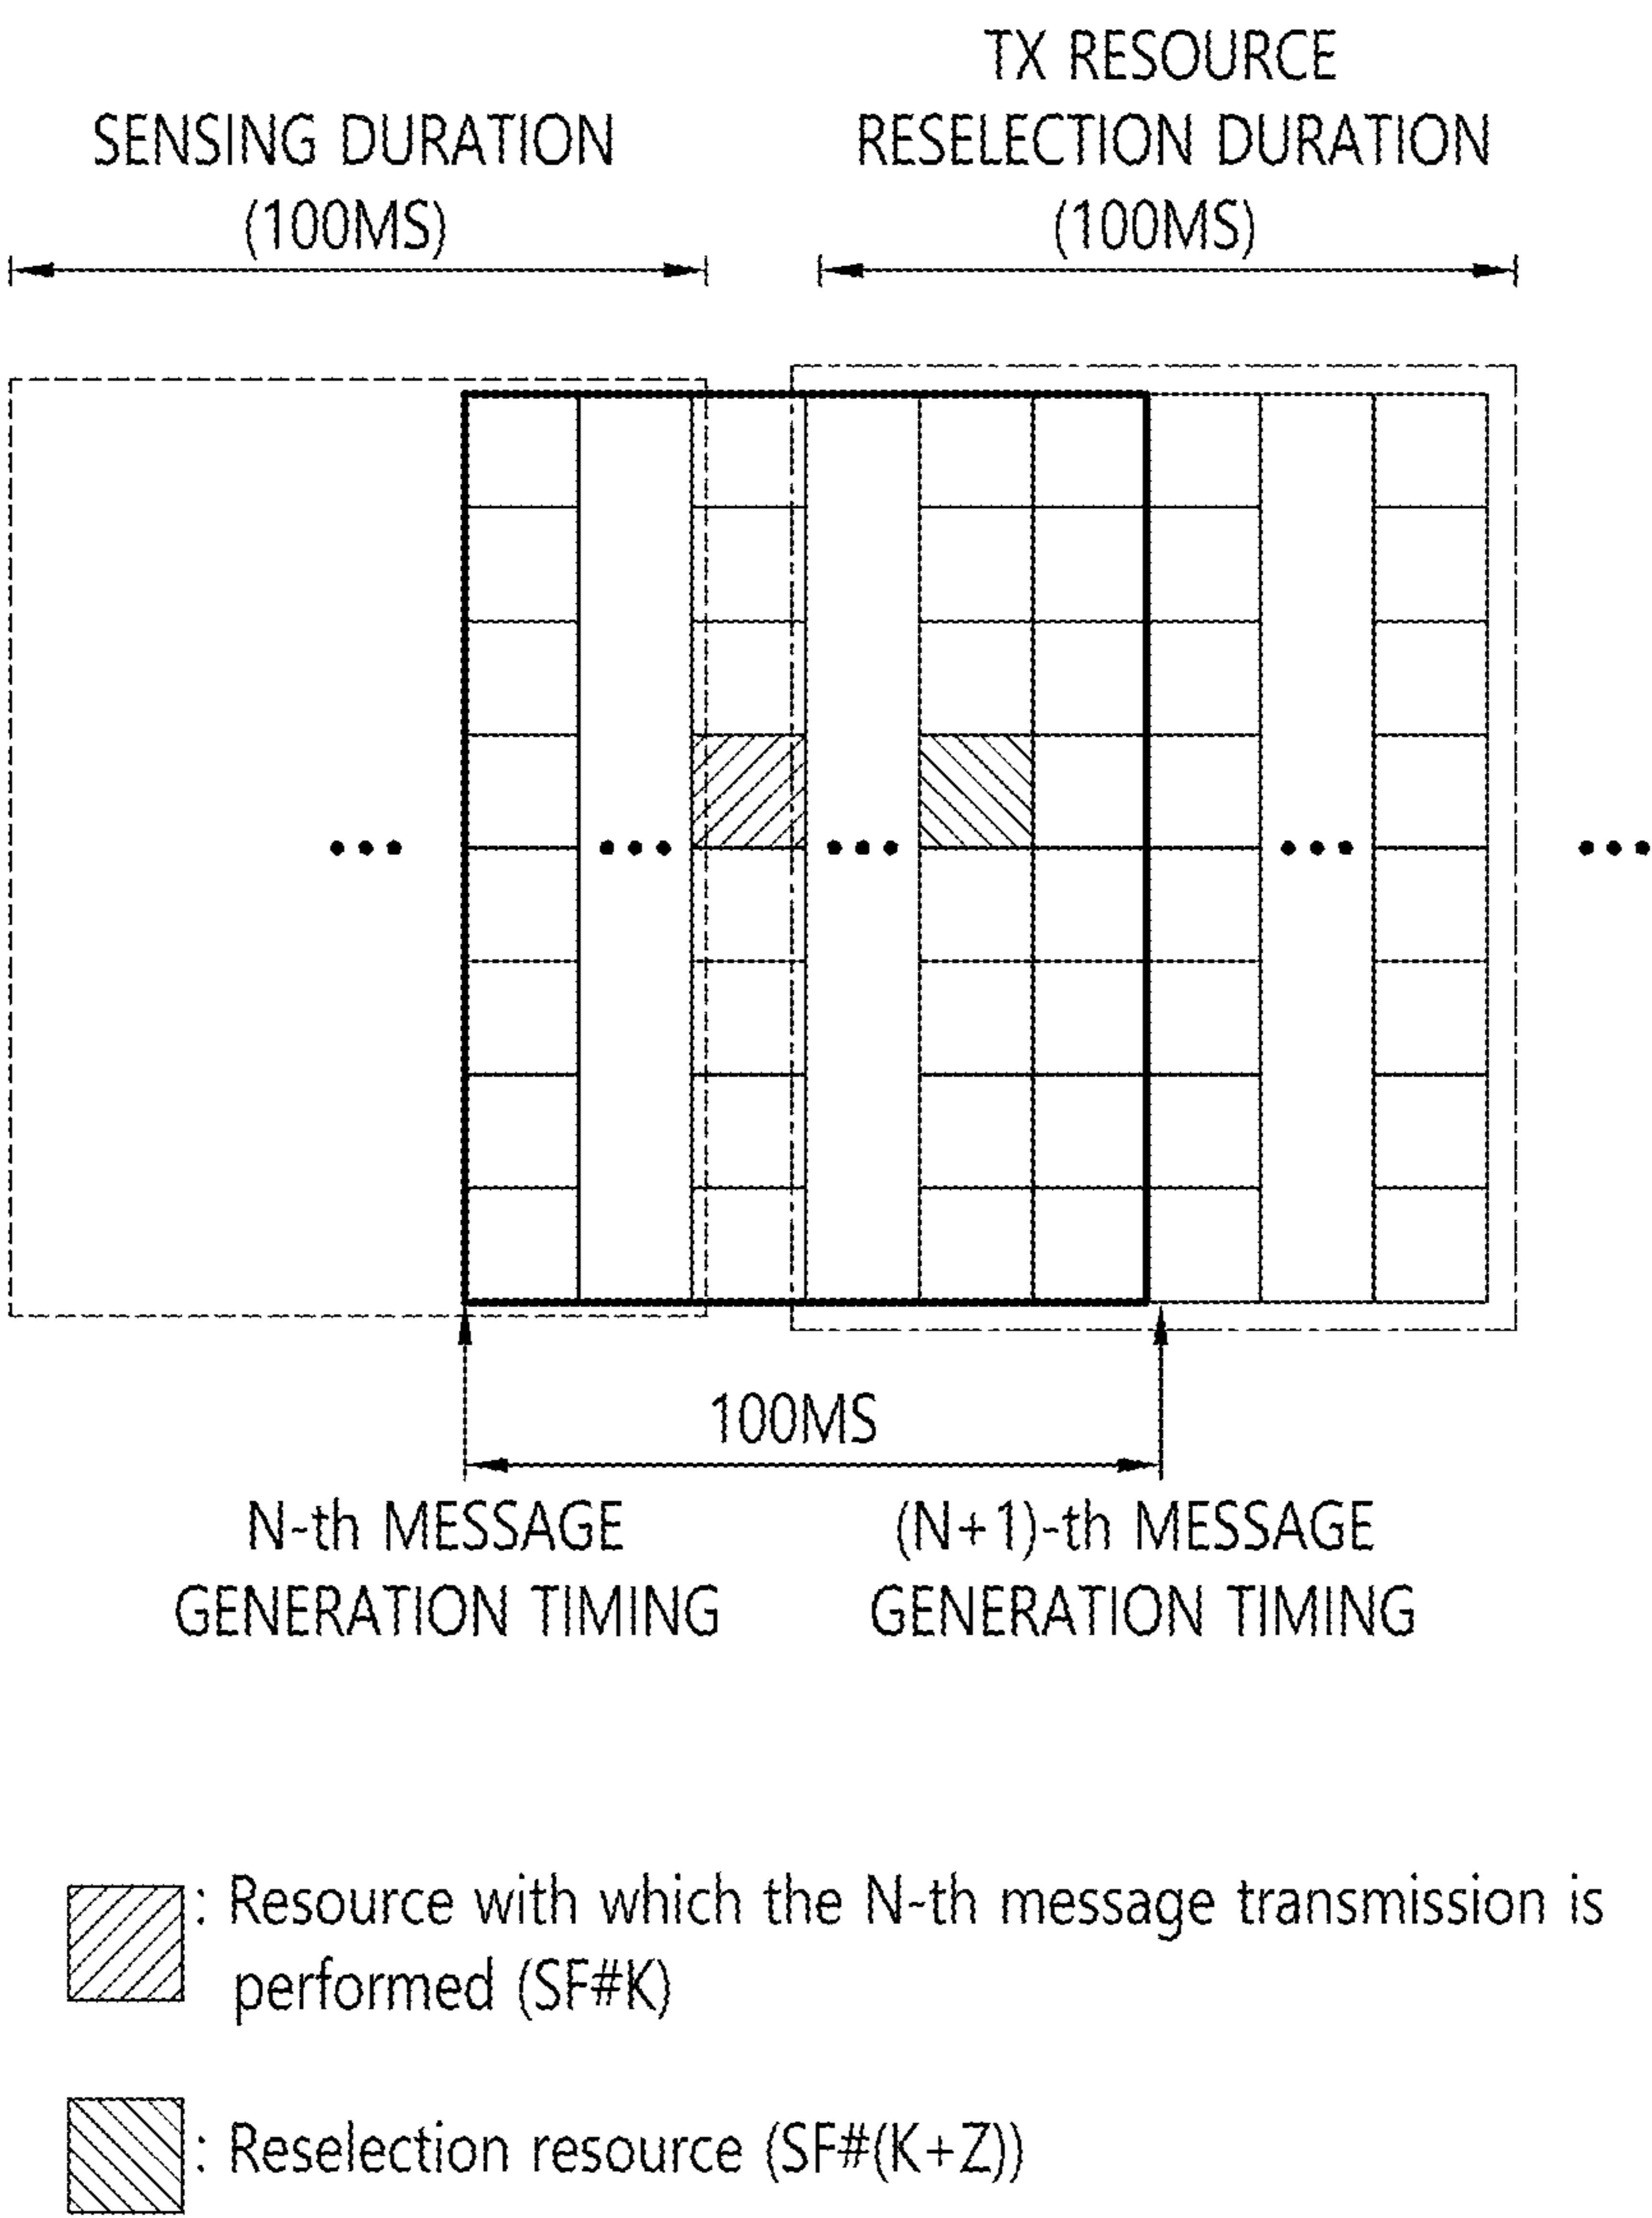 SENSING DURATION
(100MS)
TX RESOURCE
RESELECTION DURATION
(100MS)
100MS
N-th MESSAGE
GENERATION TIMING
(N+1)-th MESSAGE
GENERATION TIMING
: Resource with which the N-th message transmission is
performed (SF#K)
: Reselection resource (SF#(K+Z))